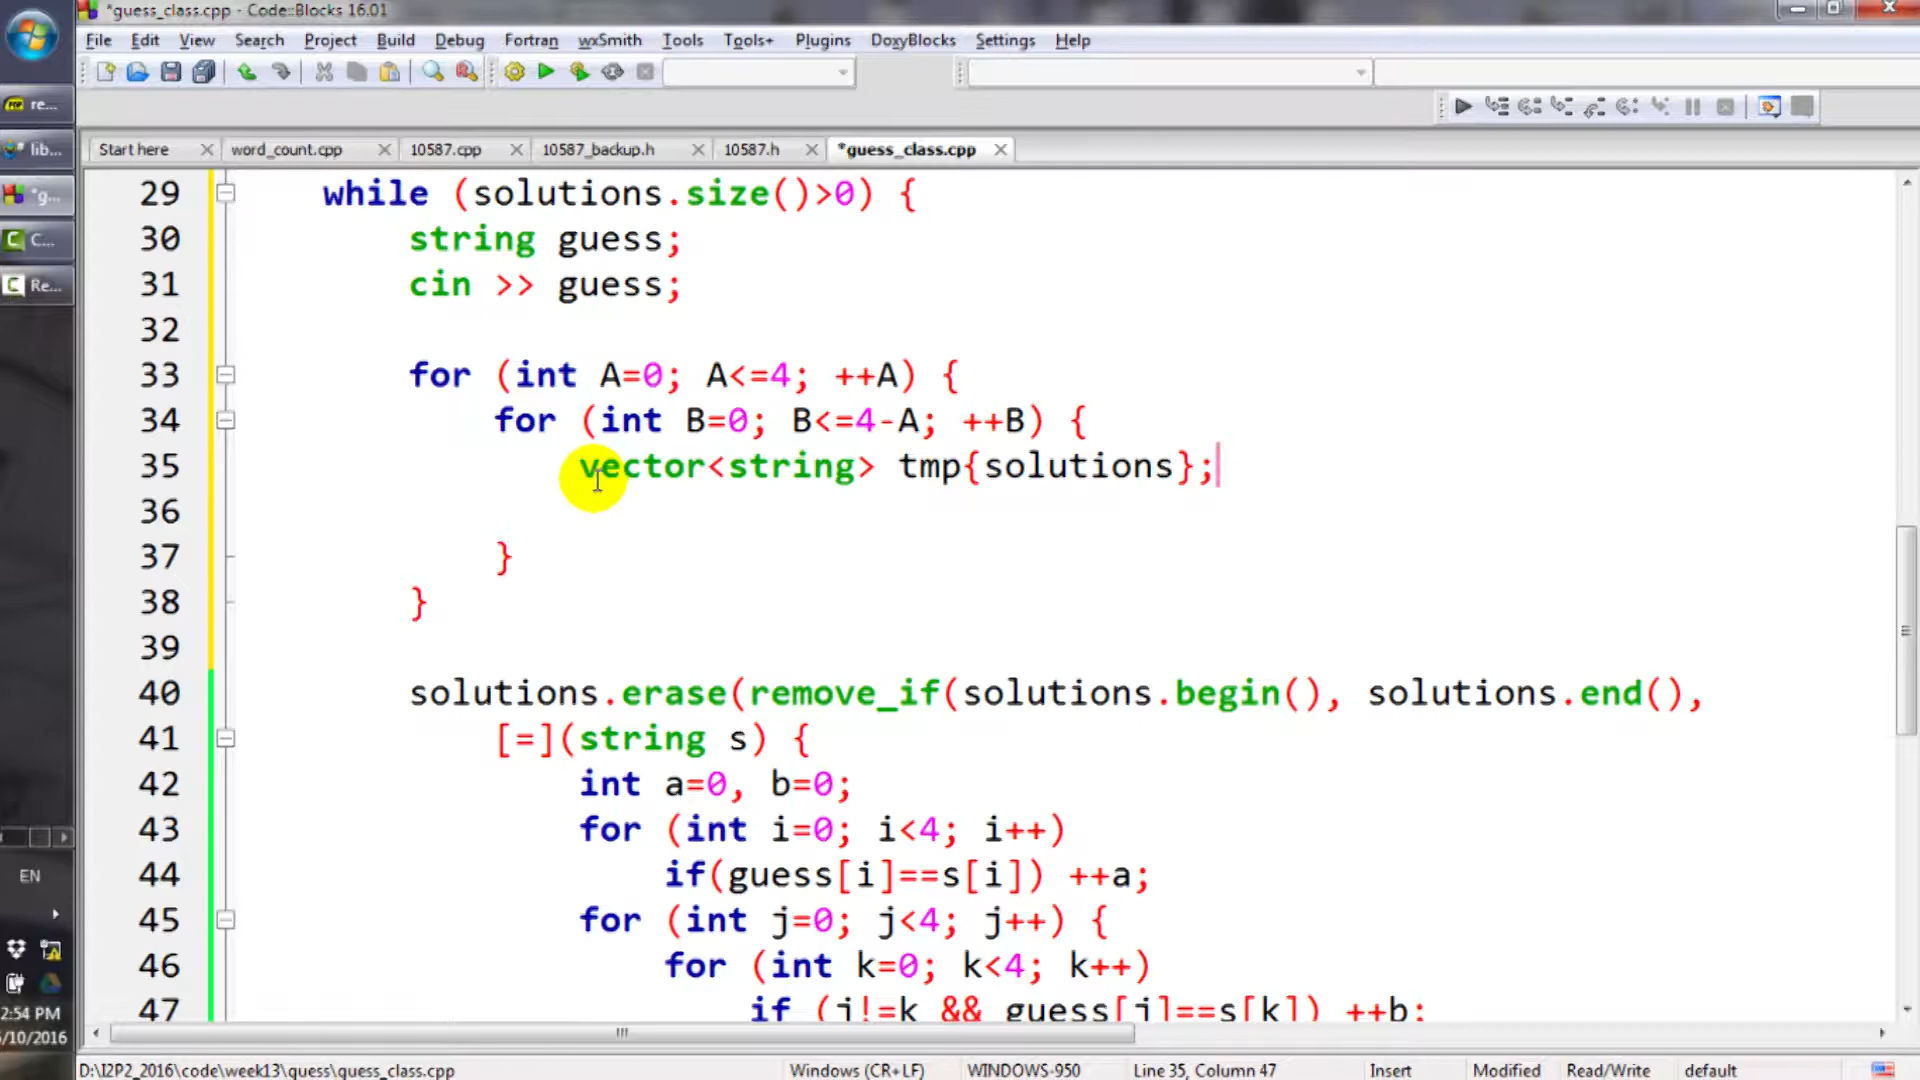 *guess_class.cpp - Code::Blocks 16.01
File Edit View Search Project Build Debug Fortran wxSmith Tools Tools+ Plugins DoxyBlocks Settings Help
re...
lib...
*g...
C...
Re...
EN
2:54 PM
/10/2016
Start here word_count.cpp 10587.cpp 10587_backup.h 10587.h *guess_class.cpp
29 while (solutions.size()>0) {
30 string guess;
31 cin >> guess;
32
33 for (int A=0; A<=4; ++A) {
34 for (int B=0; B<=4-A; ++B) {
35 vector<string> tmp{solutions};
36
37 }
38 }
39
40 solutions.erase(remove_if(solutions.begin(), solutions.end(),
41 [=](string s) {
42 int a=0, b=0;
43 for (int i=0; i<4; i++)
44 if(guess[i]==s[i]) ++a;
45 for (int j=0; j<4; j++) {
46 for (int k=0; k<4; k++)
47 if (j!=k && guess[j]==s[k]) ++b;
D:\I2P2_2016\code\week13\guess\guess_class.cpp Windows (CR+LF) WINDOWS-950 Line 35, Column 47 Insert Modified Read/Write default